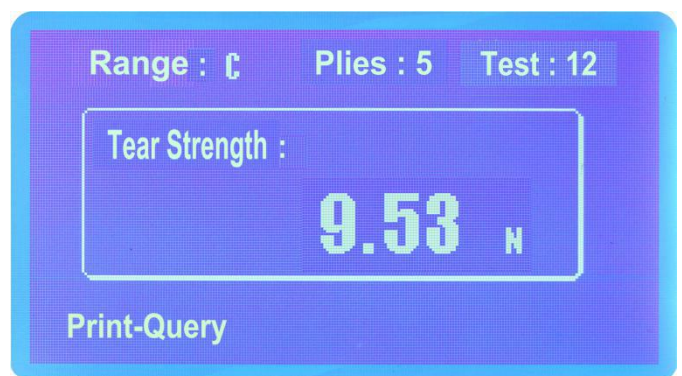 Range : C Plies : 5 Test : 12
Tear Strength :
9.53 N
Print-Query